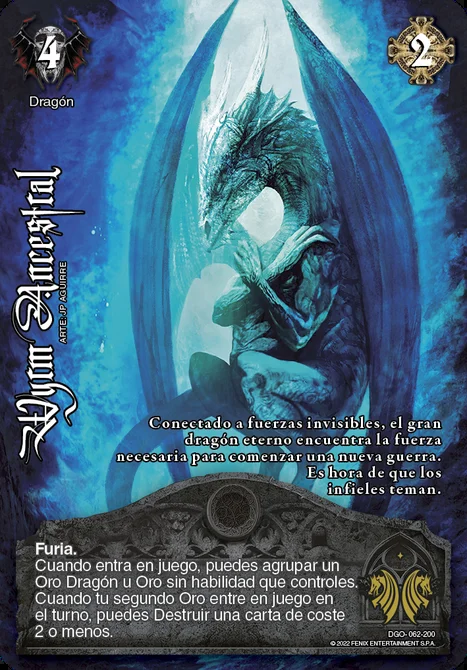 4
2
Dragón
Wyrm Ancestral
ARTE: JP AGUIRRE
Conectado a fuerzas invisibles, el gran
dragón eterno encuentra la fuerza
necesaria para comenzar una nueva guerra.
Es hora de que los
infieles teman.
Furia.
Cuando entra en juego, puedes agrupar un
Oro Dragón u Oro sin habilidad que controles.
Cuando tu segundo Oro entre en juego en
el turno, puedes Destruir una carta de coste
2 o menos.
DGO- 062-200
© 2022 FENIX ENTERTAINMENT S.P.A.